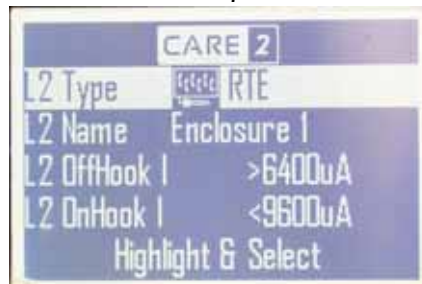 CARE 2
L2 Type RTE
L2 Name Enclosure 1
L2 OffHook I >6400uA
L2 OnHook I <9600uA
Highlight & Select